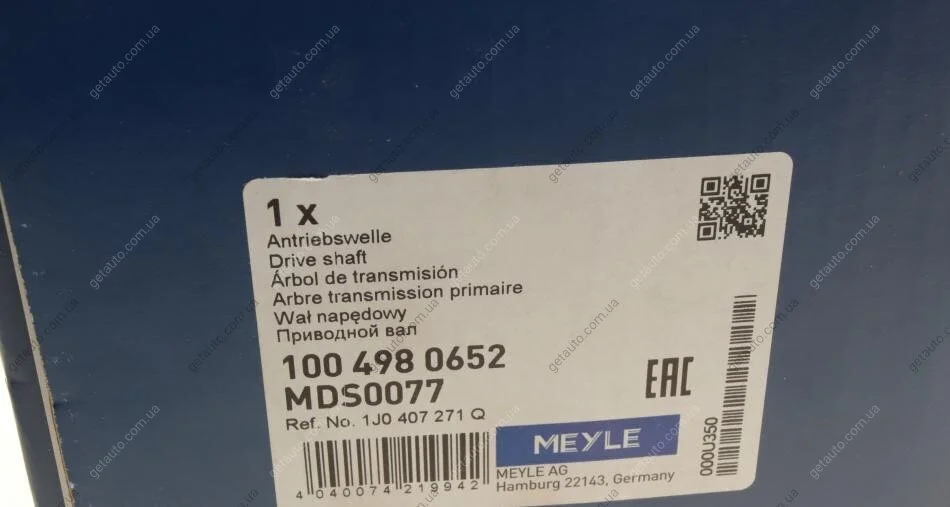 1 x
Antriebswelle
Drive shaft
Árbol de transmisión
Arbre transmission primaire
Wał napędowy
Приводной вал
100 498 0652
MDS0077
Ref. No. 1J0 407 271 Q
EAC
MEYLE
MEYLE AG
Hamburg 22143, Germany
4 040074 219942
000U350
getauto.com.ua